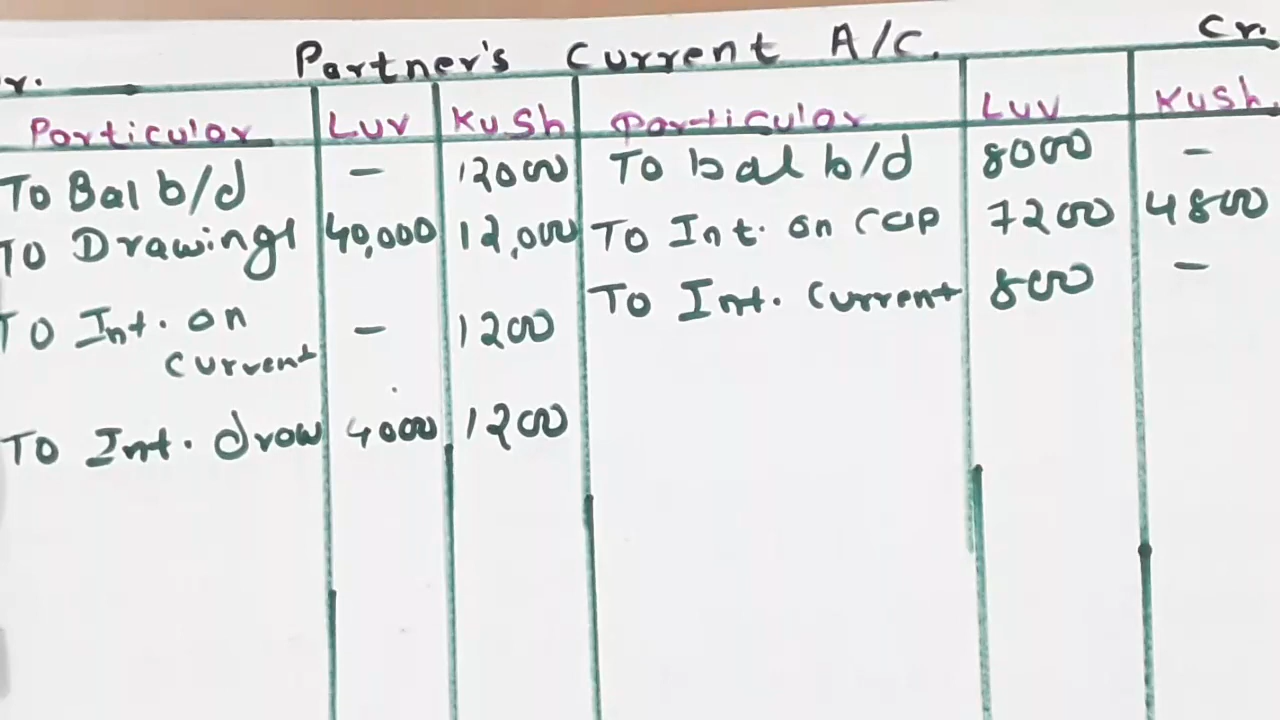 r. Partner's Current A/C. Cr.
Particular Luv Kush Particular Luv Kush
To Bal b/d - 12000 To bal b/d 8000 -
To Drawings 40,000 12,000 To Int. on cap 7200 4800
To Int. on current - 1200 To Int. Current 800 -
To Int. draw 4000 1200